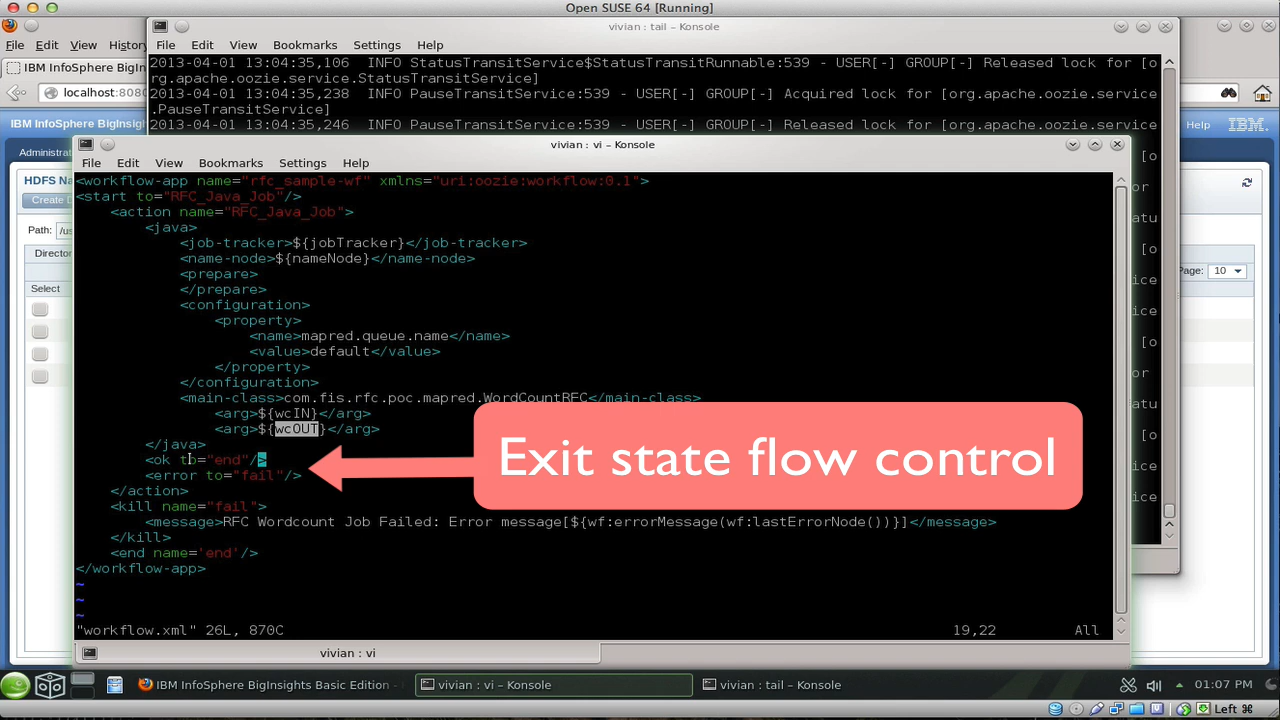 Open SUSE 64 [Running]
vivian : tail – Konsole
File Edit View History
File Edit View Bookmarks Settings Help
IBM InfoSphere BigIn
localhost:8080
IBM InfoSphere BigInsights
Help IBM.
Administrat
HDFS Na
Create D
Path: /us
Director
Select
Page: 10
2013-04-01 13:04:35,106 INFO StatusTransitService$StatusTransitRunnable:539 - USER[-] GROUP[-] Released lock for [o
rg.apache.oozie.service.StatusTransitService]
2013-04-01 13:04:35,238 INFO PauseTransitService:539 - USER[-] GROUP[-] Acquired lock for [org.apache.oozie.service
.PauseTransitService]
2013-04-01 13:04:35,246 INFO PauseTransitService:539 - USER[-] GROUP[-] Released lock for [org.apache.oozie.service
vivian : vi – Konsole
File Edit View Bookmarks Settings Help
<workflow-app name="rfc_sample-wf" xmlns="uri:oozie:workflow:0.1">
<start to="RFC_Java_Job"/>
<action name="RFC_Java_Job">
<java>
<job-tracker>${jobTracker}</job-tracker>
<name-node>${nameNode}</name-node>
<prepare>
</prepare>
<configuration>
<property>
<name>mapred.queue.name</name>
<value>default</value>
</property>
</configuration>
<main-class>com.fis.rfc.poc.mapred.WordCountRFC</main-class>
<arg>${wcIN}</arg>
<arg>${wcOUT}</arg>
</java>
<ok to="end"/>
<error to="fail"/>
</action>
<kill name="fail">
<message>RFC Wordcount Job Failed: Error message[${wf:errorMessage(wf:lastErrorNode())}]</message>
</kill>
<end name='end'/>
</workflow-app>
~
~
~
"workflow.xml" 26L, 870C 19,22 All
Exit state flow control
vivian : vi
IBM InfoSphere BigInsights Basic Edition -
vivian : vi – Konsole
vivian : tail – Konsole
01:07 PM
Left ⌘